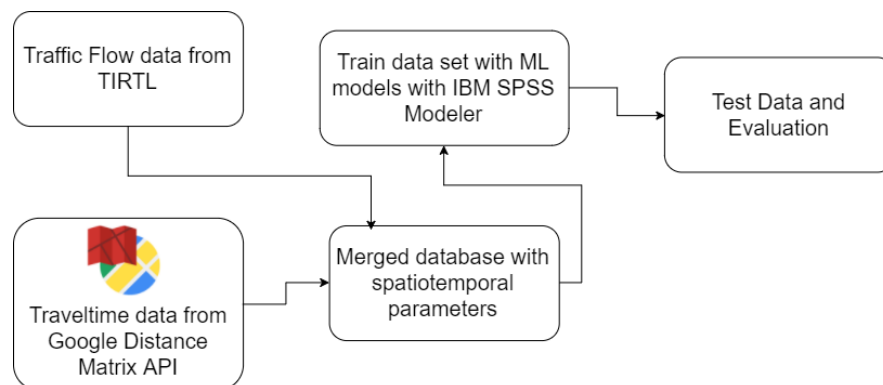 Traffic Flow data from
TIRTL
Traveltime data from
Google Distance
Matrix API
Merged database with
spatiotemporal
parameters
Train data set with ML
models with IBM SPSS
Modeler
Test Data and
Evaluation